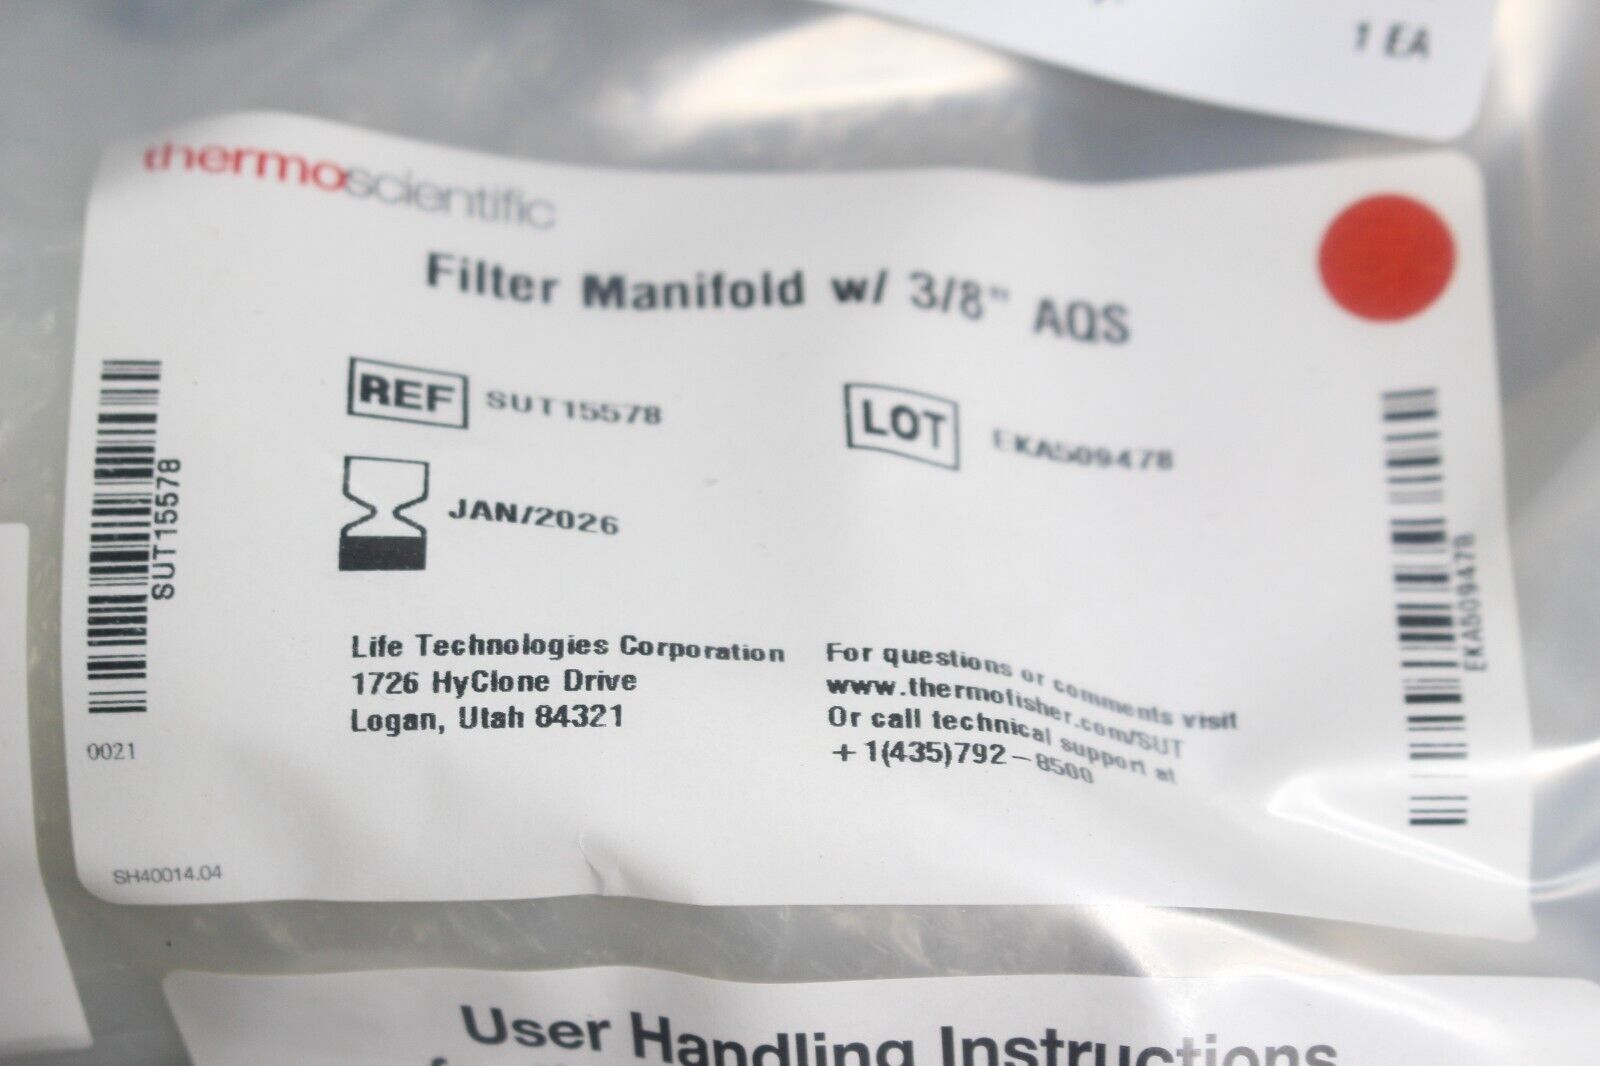 1 EA
thermoscientific
Filter Manifold w/ 3/8" AQS
REF SUT15578
LOT EKA509478
JAN/2026
SUT15578
EKA509478
Life Technologies Corporation
1726 HyClone Drive
Logan, Utah 84321
For questions or comments visit
www.thermofisher.com/SUT
Or call technical support at
+1(435)792-8500
0021
SH40014.04
User Handling Instructions